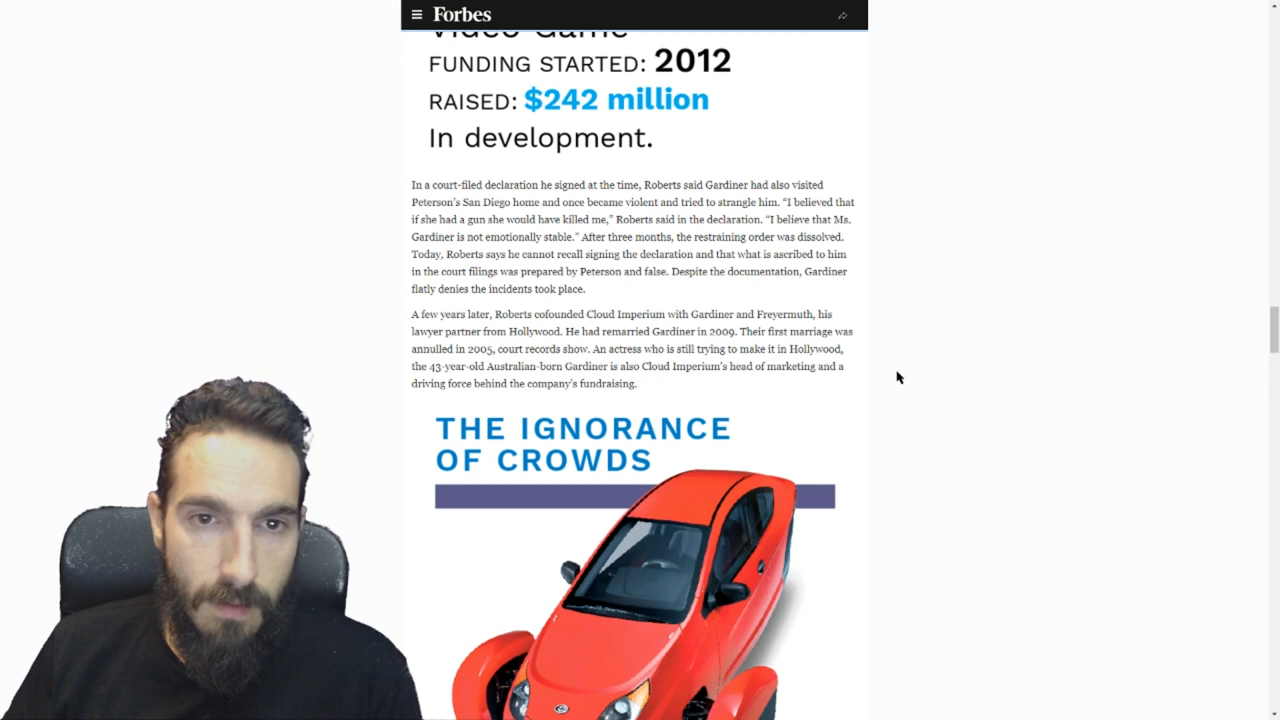 Forbes
Video Game
FUNDING STARTED: 2012
RAISED: $242 million
In development.
In a court-filed declaration he signed at the time, Roberts said Gardiner had also visited
Peterson's San Diego home and once became violent and tried to strangle him. “I believed that
if she had a gun she would have killed me,” Roberts said in the declaration. “I believe that Ms.
Gardiner is not emotionally stable.” After three months, the restraining order was dissolved.
Today, Roberts says he cannot recall signing the declaration and that what is ascribed to him
in the court filings was prepared by Peterson and false. Despite the documentation, Gardiner
flatly denies the incidents took place.
A few years later, Roberts cofounded Cloud Imperium with Gardiner and Freyermuth, his
lawyer partner from Hollywood. He had remarried Gardiner in 2009. Their first marriage was
annulled in 2005, court records show. An actress who is still trying to make it in Hollywood,
the 43-year-old Australian-born Gardiner is also Cloud Imperium's head of marketing and a
driving force behind the company's fundraising.
THE IGNORANCE
OF CROWDS